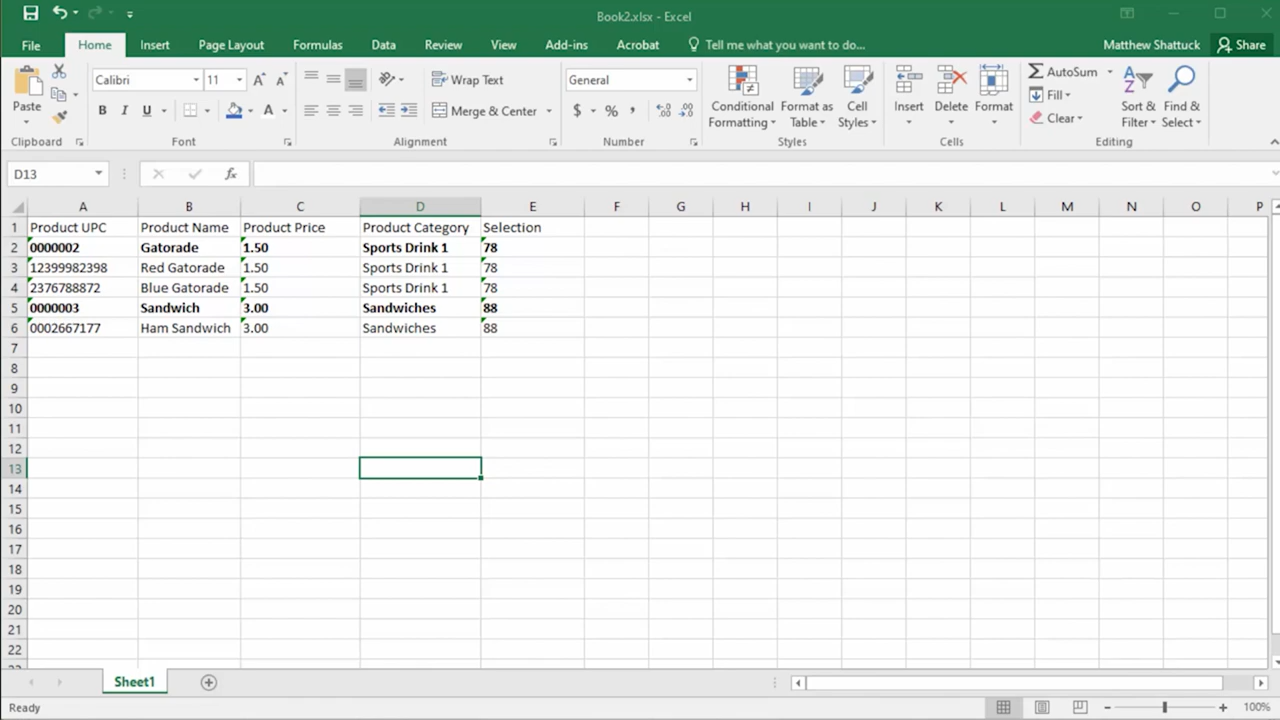 Book2.xlsx - Excel
File Home Insert Page Layout Formulas Data Review View Add-ins Acrobat Tell me what you want to do... Matthew Shattuck Share
Calibri 11 Wrap Text General AutoSum
Paste B I U Merge & Center $ % , Conditional Formatting Format as Table Cell Styles Insert Delete Format Fill Sort & Filter Find & Select
Clear
Clipboard Font Alignment Number Styles Cells Editing
D13 fx
A B C D E F G H I J K L M N O P
1 Product UPC Product Name Product Price Product Category Selection
2 0000002 Gatorade 1.50 Sports Drink 1 78
3 12399982398 Red Gatorade 1.50 Sports Drink 1 78
4 2376788872 Blue Gatorade 1.50 Sports Drink 1 78
5 0000003 Sandwich 3.00 Sandwiches 88
6 0002667177 Ham Sandwich 3.00 Sandwiches 88
7
8
9
10
11
12
13
14
15
16
17
18
19
20
21
22
Sheet1
Ready 100%